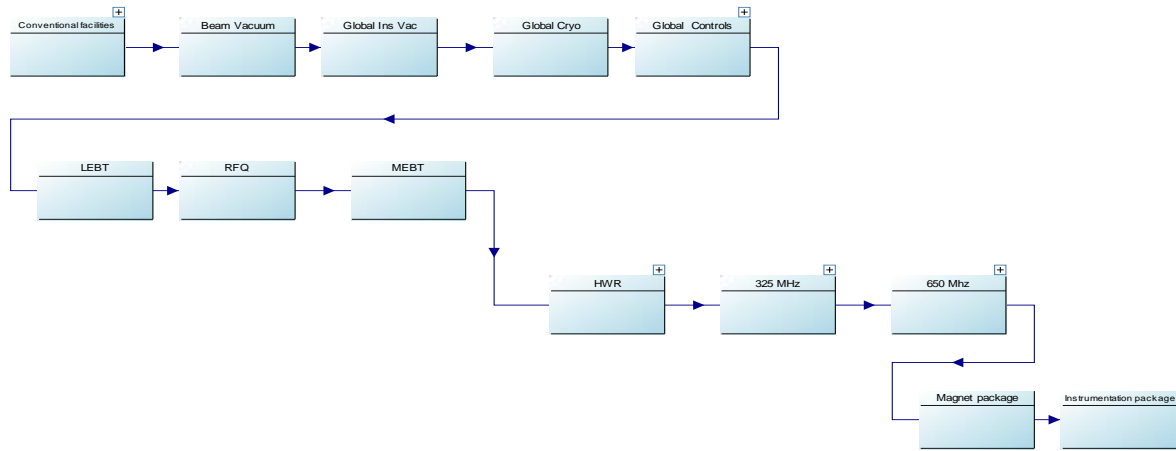 Conventional facilities
Beam Vacuum
Global Ins Vac
Global Cryo
Global Controls
LEBT
RFQ
MEBT
HWR
325 MHz
650 Mhz
Magnet package
Instrumentation package